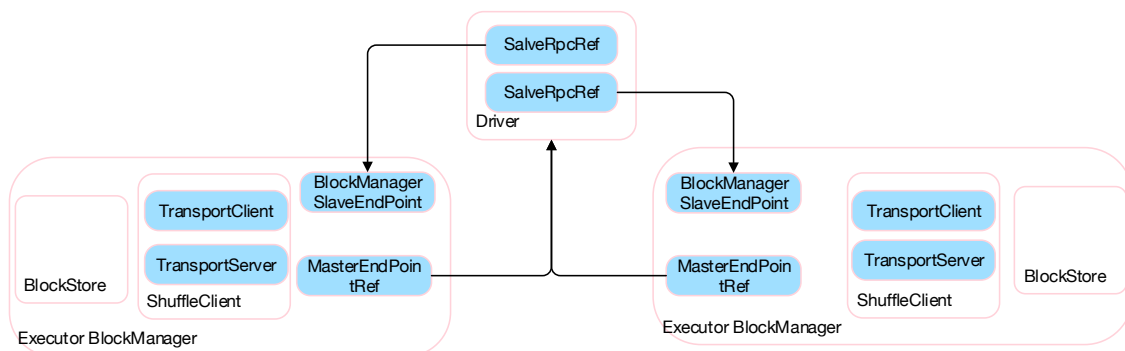 SalveRpcRef
SalveRpcRef
Driver
BlockManager
SlaveEndPoint
TransportClient
TransportServer
MasterEndPoin
tRef
BlockStore
ShuffleClient
Executor BlockManager
BlockManager
SlaveEndPoint
TransportClient
TransportServer
MasterEndPoin
tRef
BlockStore
ShuffleClient
Executor BlockManager